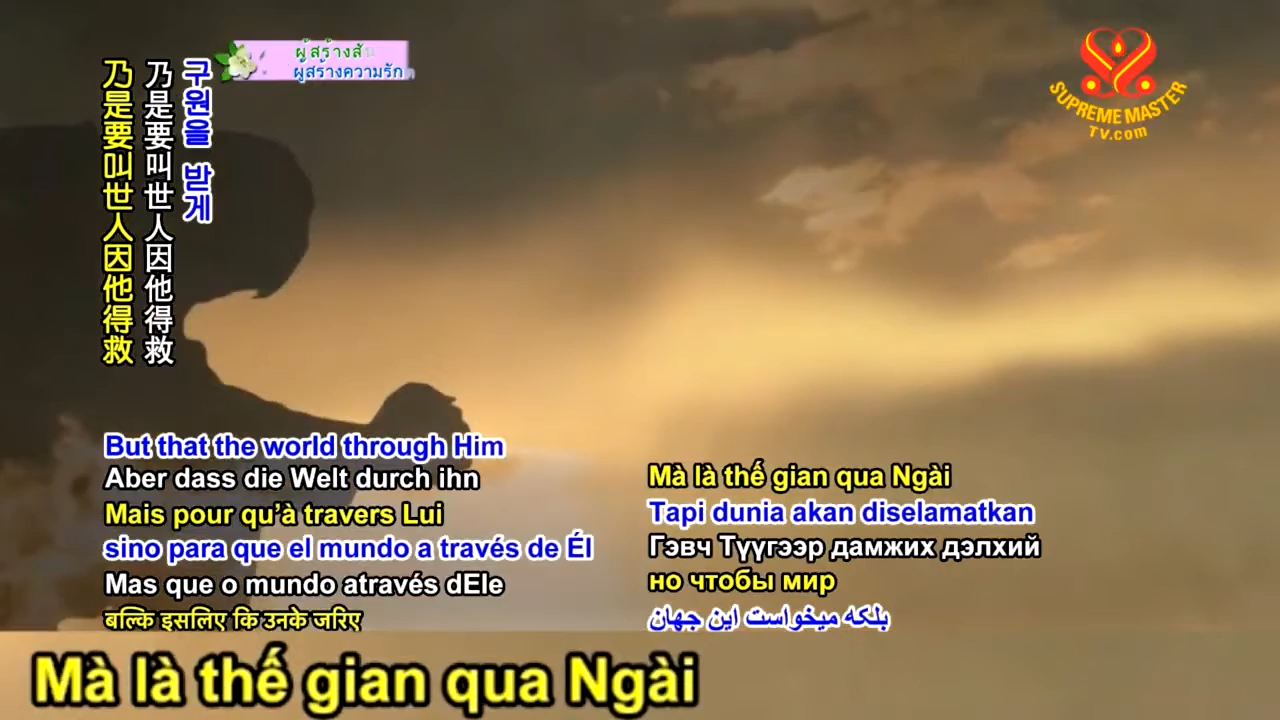 ผู้สร้างสัน
ผู้สร้างความรัก
SUPREME MASTER
TV.com
구원을 받게
乃是要叫世人因他得救
乃是要叫世人因他得救
But that the world through Him
Aber dass die Welt durch ihn
Mais pour qu’à travers Lui
sino para que el mundo a través de Él
Mas que o mundo através dEle
बल्कि इसलिए कि उनके जरिए
Mà là thế gian qua Ngài
Tapi dunia akan diselamatkan
Гэвч Түүгээр дамжих дэлхий
но чтобы мир
بلکه میخواست این جهان
Mà là thế gian qua Ngài